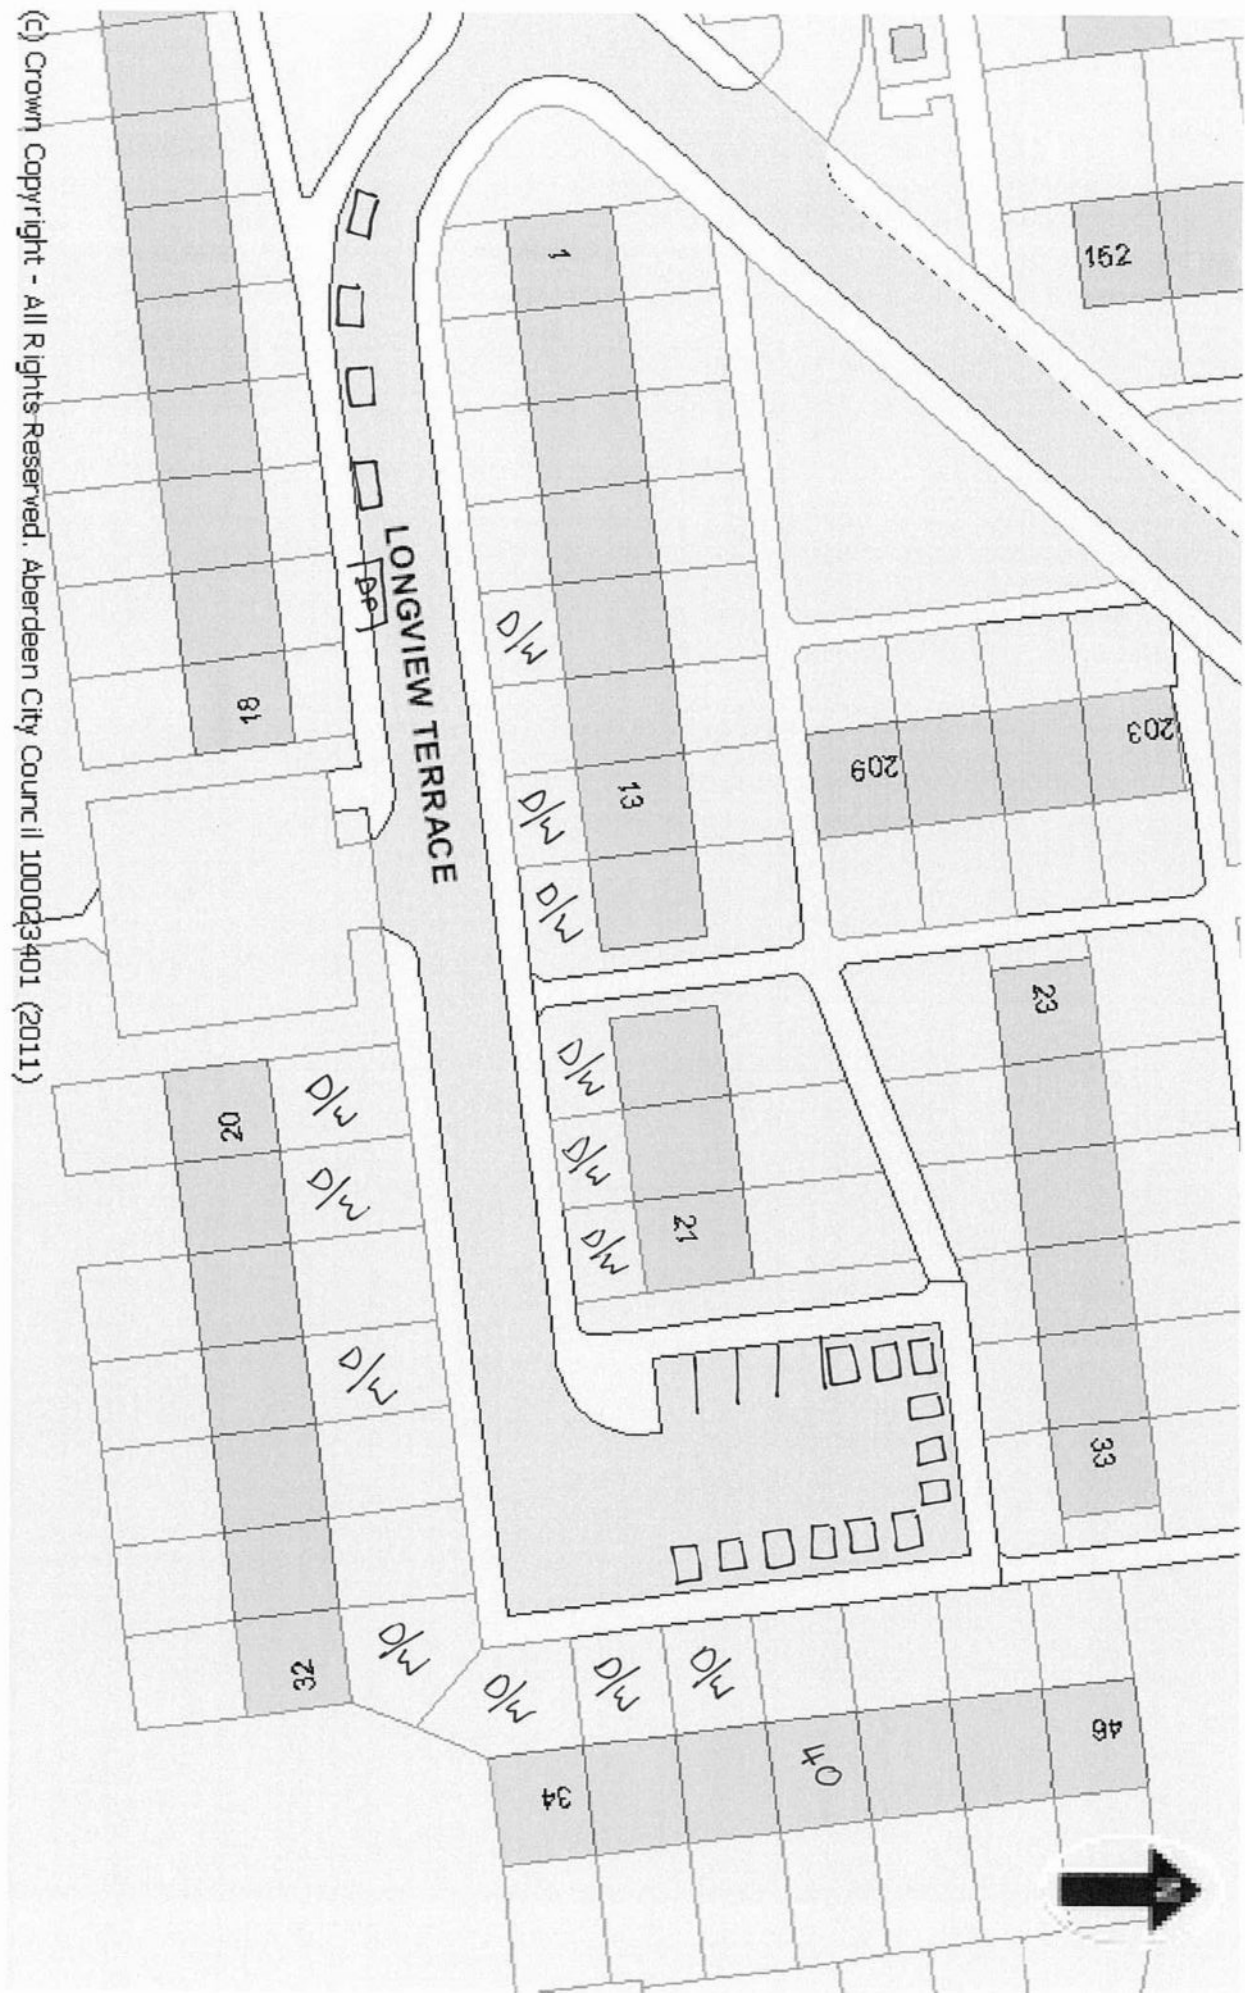 (c) Crown Copyright - All Rights Reserved. Aberdeen City Council 100023401 (2011)
LONGVIEW TERRACE
DP
1
13
18
20
21
23
32
33
34
40
46
152
203
209
D/W
D/W
D/W
D/W
D/W
D/W
D/W
D/W
D/W
D/W
D/W
D/W
D/W
N